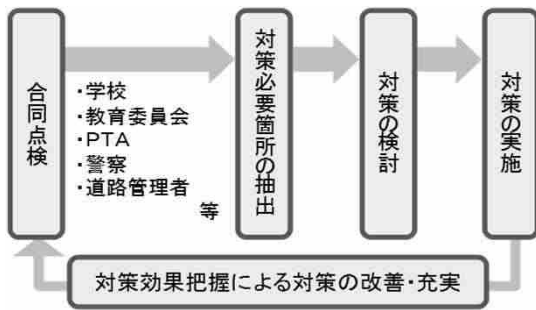 合同点検
・学校
・教育委員会
・PTA
・警察
・道路管理者
等
対策必要箇所の抽出
対策の検討
対策の実施
対策効果把握による対策の改善・充実